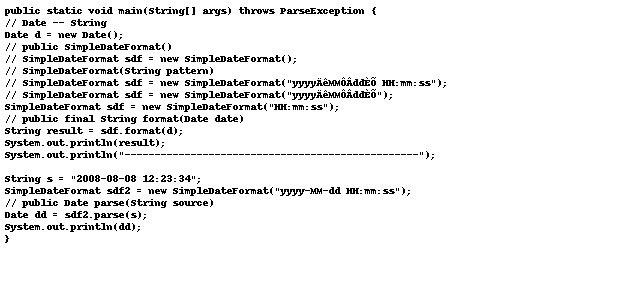 public static void main(String[] args) throws ParseException {
// Date -- String
Date d = new Date();
// public SimpleDateFormat()
// SimpleDateFormat sdf = new SimpleDateFormat();
// SimpleDateFormat(String pattern)
// SimpleDateFormat sdf = new SimpleDateFormat("yyyyÄêMMÔÂddÈÕ HH:mm:ss");
// SimpleDateFormat sdf = new SimpleDateFormat("yyyyÄêMMÔÂddÈÕ");
SimpleDateFormat sdf = new SimpleDateFormat("HH:mm:ss");
// public final String format(Date date)
String result = sdf.format(d);
System.out.println(result);
System.out.println("-------------------------------------------------");
String s = "2008-08-08 12:23:34";
SimpleDateFormat sdf2 = new SimpleDateFormat("yyyy-MM-dd HH:mm:ss");
// public Date parse(String source)
Date dd = sdf2.parse(s);
System.out.println(dd);
}